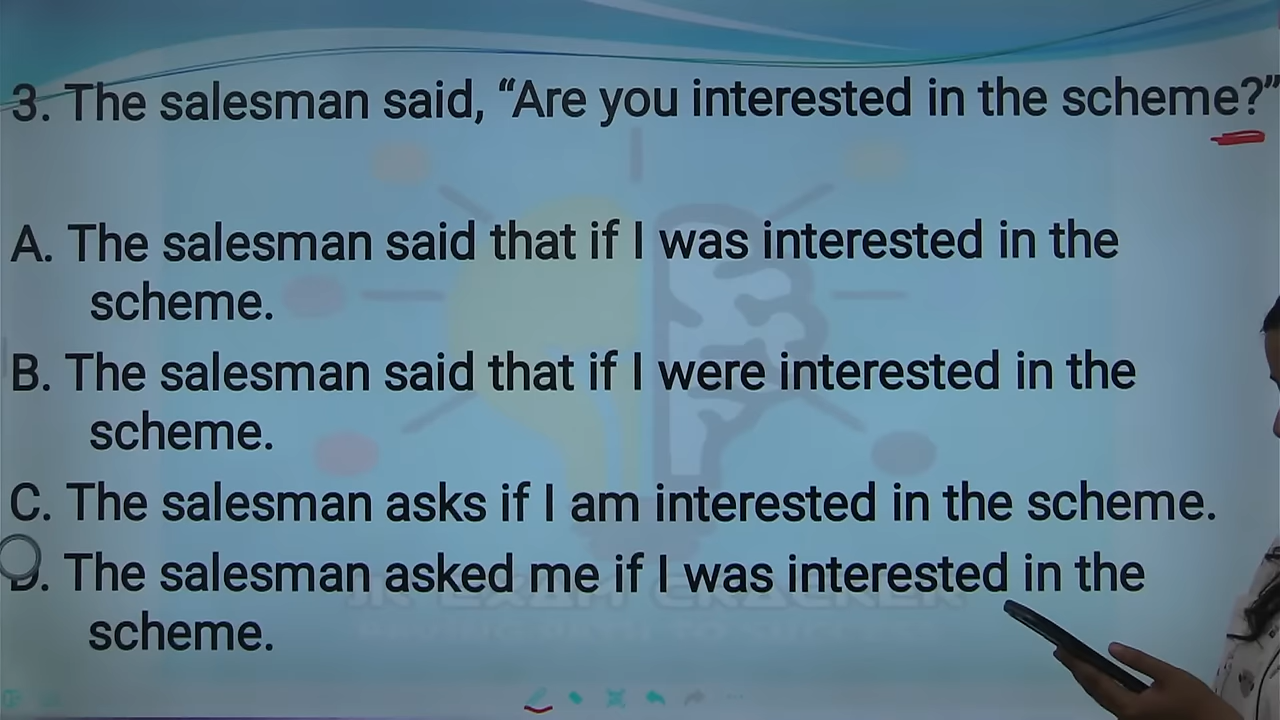 3. The salesman said, “Are you interested in the scheme?”
A. The salesman said that if I was interested in the
scheme.
B. The salesman said that if I were interested in the
scheme.
C. The salesman asks if I am interested in the scheme.
D. The salesman asked me if I was interested in the
scheme.